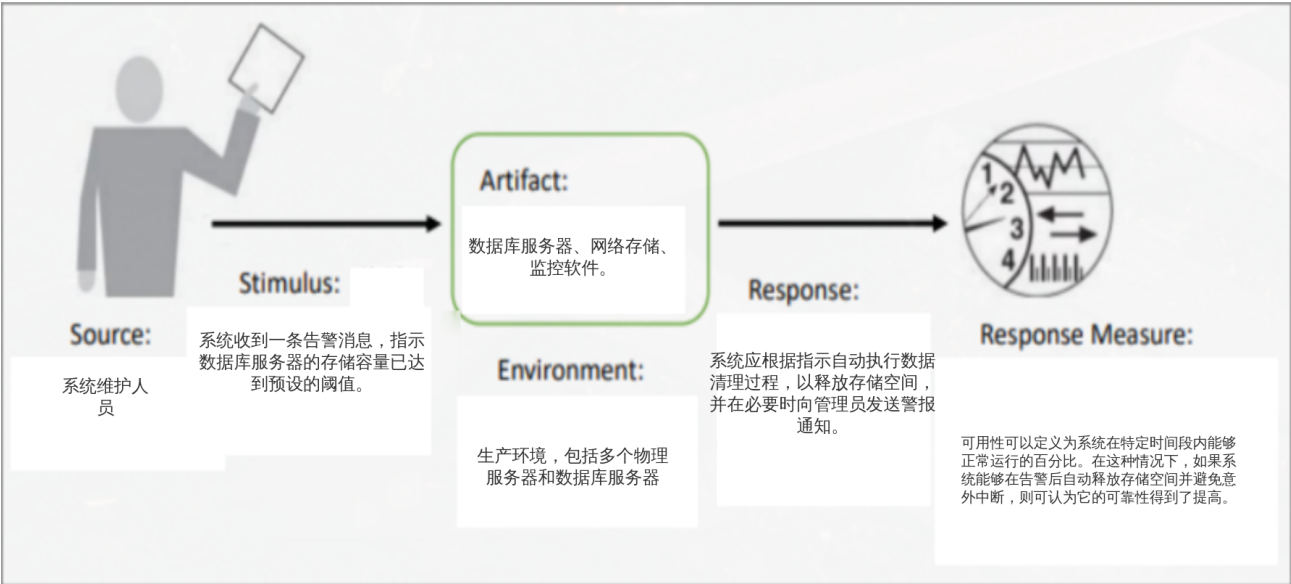 Source:
系统维护人
员
Stimulus:
系统收到一条告警消息，指示
数据库服务器的存储容量已达
到预设的阈值。
Artifact:
数据库服务器、网络存储、
监控软件。
Environment:
生产环境，包括多个物理
服务器和数据库服务器
Response:
系统应根据指示自动执行数据
清理过程，以释放存储空间，
并在必要时向管理员发送警报
通知。
1
2
3
4
Response Measure:
可用性可以定义为系统在特定时间段内能够
正常运行的百分比。在这种情况下，如果系
统能够在告警后自动释放存储空间并避免意
外中断，则可认为它的可靠性得到了提高。